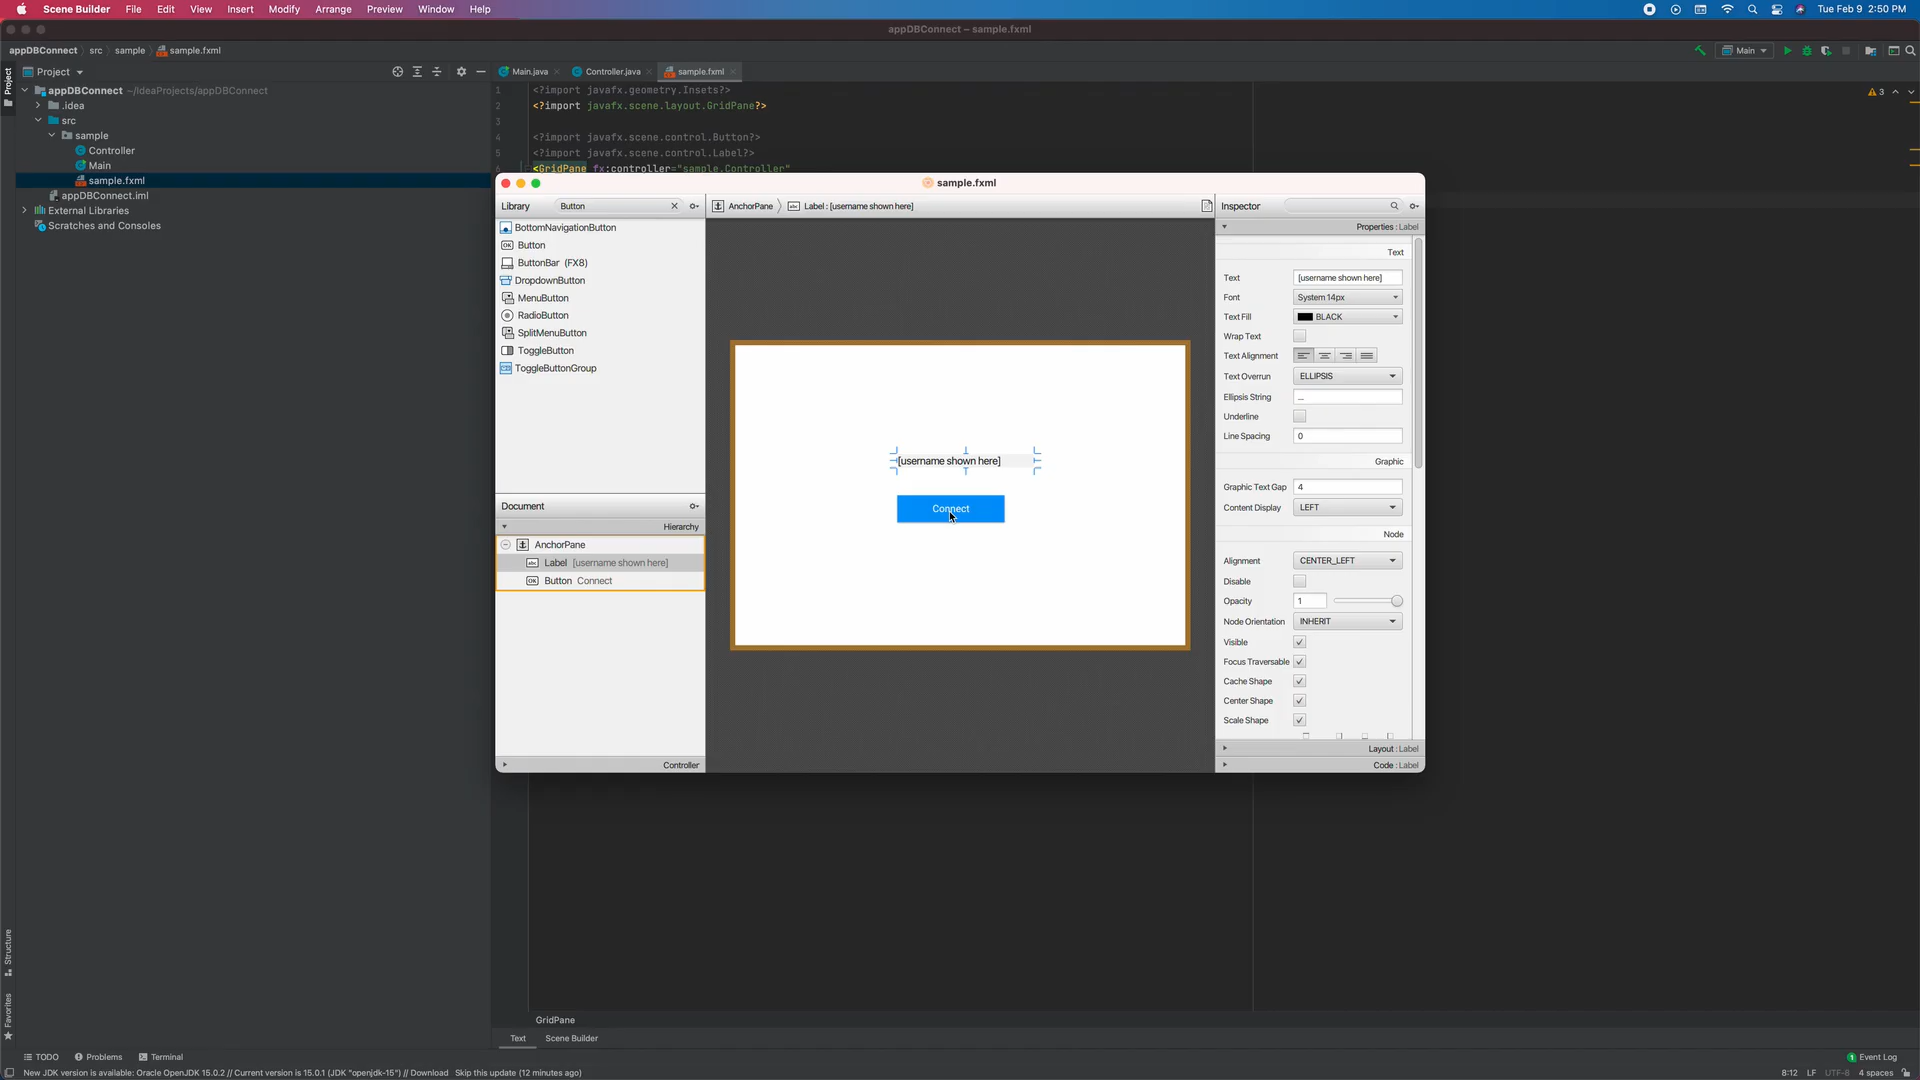 Scene Builder File Edit View Insert Modify Arrange Preview Window Help
Tue Feb 9 2:50 PM
appDBConnect – sample.fxml
appDBConnect src sample sample.fxml
Main
Project
Project
Main.java
Controller.java
sample.fxml
appDBConnect ~/IdeaProjects/appDBConnect
.idea
src
sample
Controller
Main
sample.fxml
appDBConnect.iml
External Libraries
Scratches and Consoles
1 <?import javafx.geometry.Insets?>
2 <?import javafx.scene.layout.GridPane?>
3
4 <?import javafx.scene.control.Button?>
5 <?import javafx.scene.control.Label?>
<GridPane fx:controller="sample.Controller"
3
sample.fxml
Library
Button
BottomNavigationButton
Button
ButtonBar (FX8)
DropdownButton
MenuButton
RadioButton
SplitMenuButton
ToggleButton
ToggleButtonGroup
Document
Hierarchy
AnchorPane
Label [username shown here]
Button Connect
Controller
AnchorPane
Label : [username shown here]
[username shown here]
Connect
Inspector
Properties : Label
Text
Text [username shown here]
Font System 14px
Text Fill BLACK
Wrap Text
Text Alignment
Text Overrun ELLIPSIS
Ellipsis String ...
Underline
Line Spacing 0
Graphic
Graphic Text Gap 4
Content Display LEFT
Node
Alignment CENTER_LEFT
Disable
Opacity 1
Node Orientation INHERIT
Visible
Focus Traversable
Cache Shape
Center Shape
Scale Shape
Layout : Label
Code : Label
Structure
Favorites
GridPane
Text Scene Builder
TODO Problems Terminal
1 Event Log
New JDK version is available: Oracle OpenJDK 15.0.2 // Current version is 15.0.1 (JDK "openjdk-15") // Download Skip this update (12 minutes ago)
8:12 LF UTF-8 4 spaces